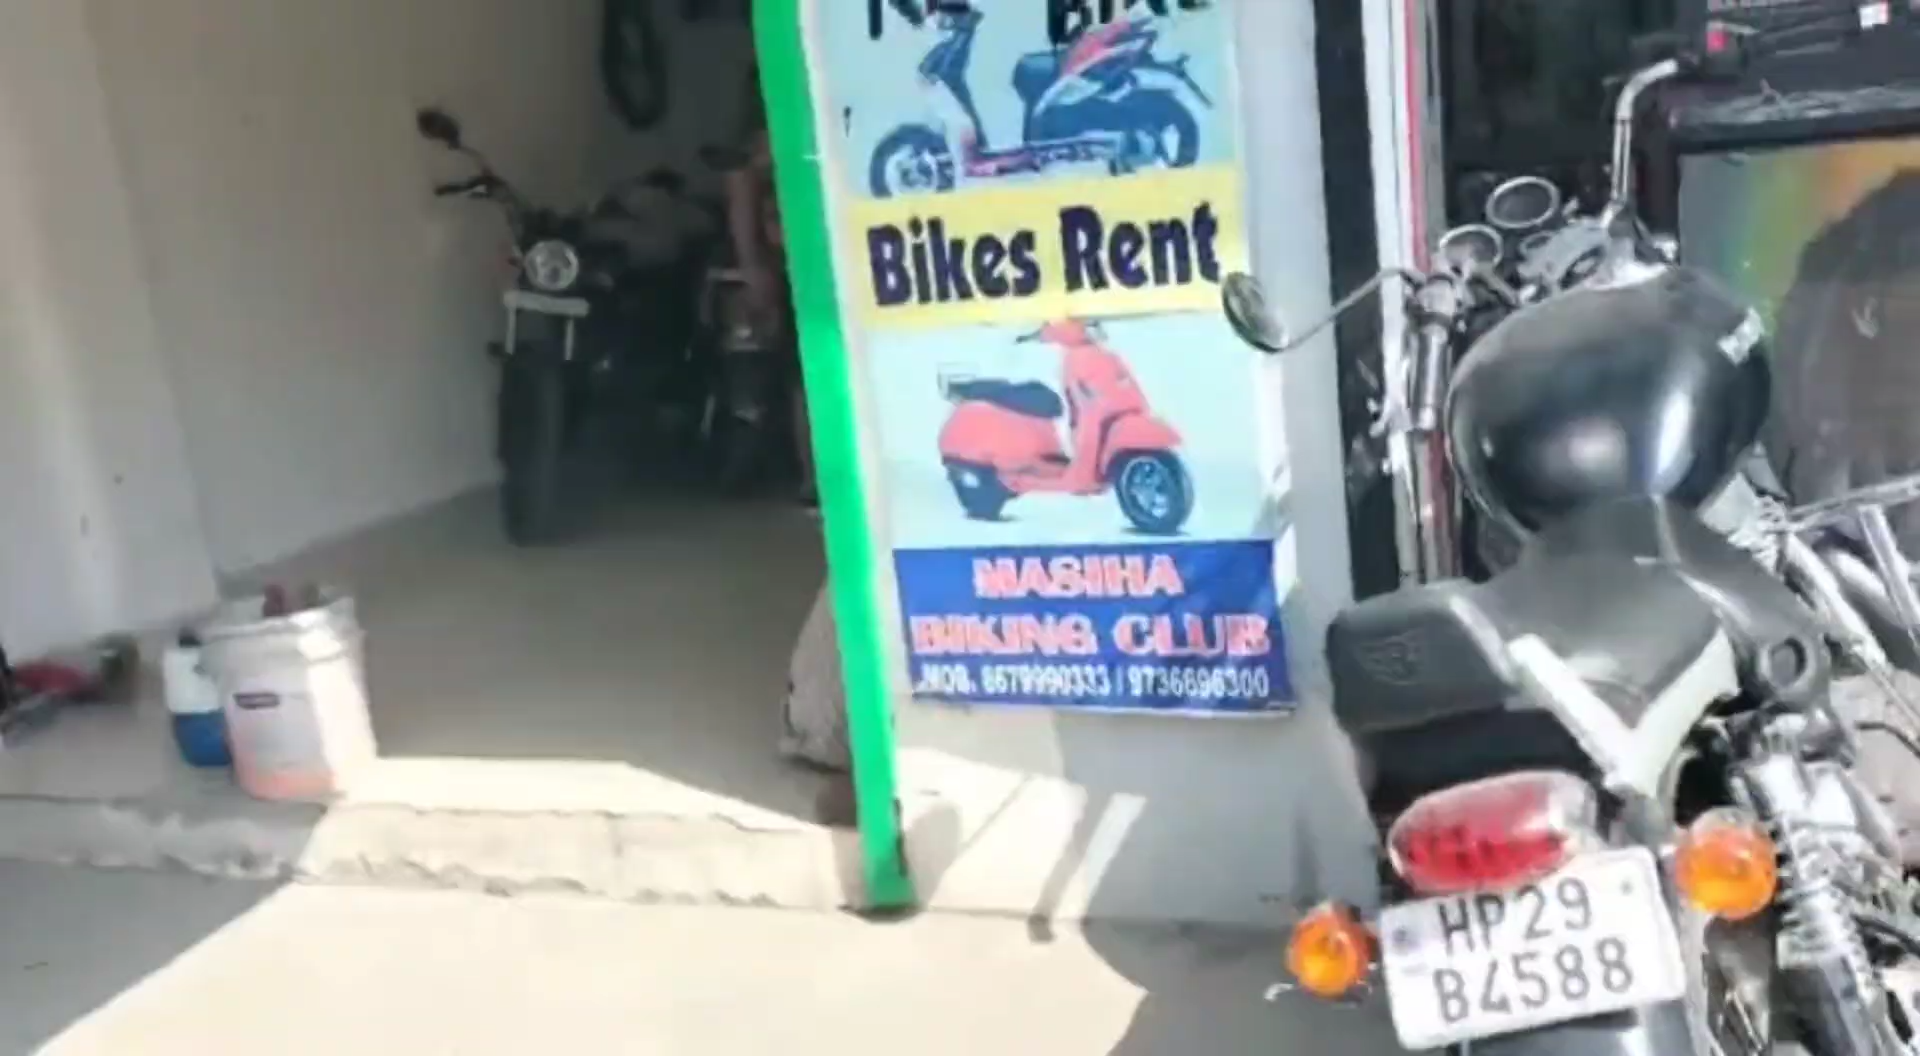 Bikes Rent
MASIHA
BIKING CLUB
MOB. 8679990333 / 9736696300
HP29
B4588